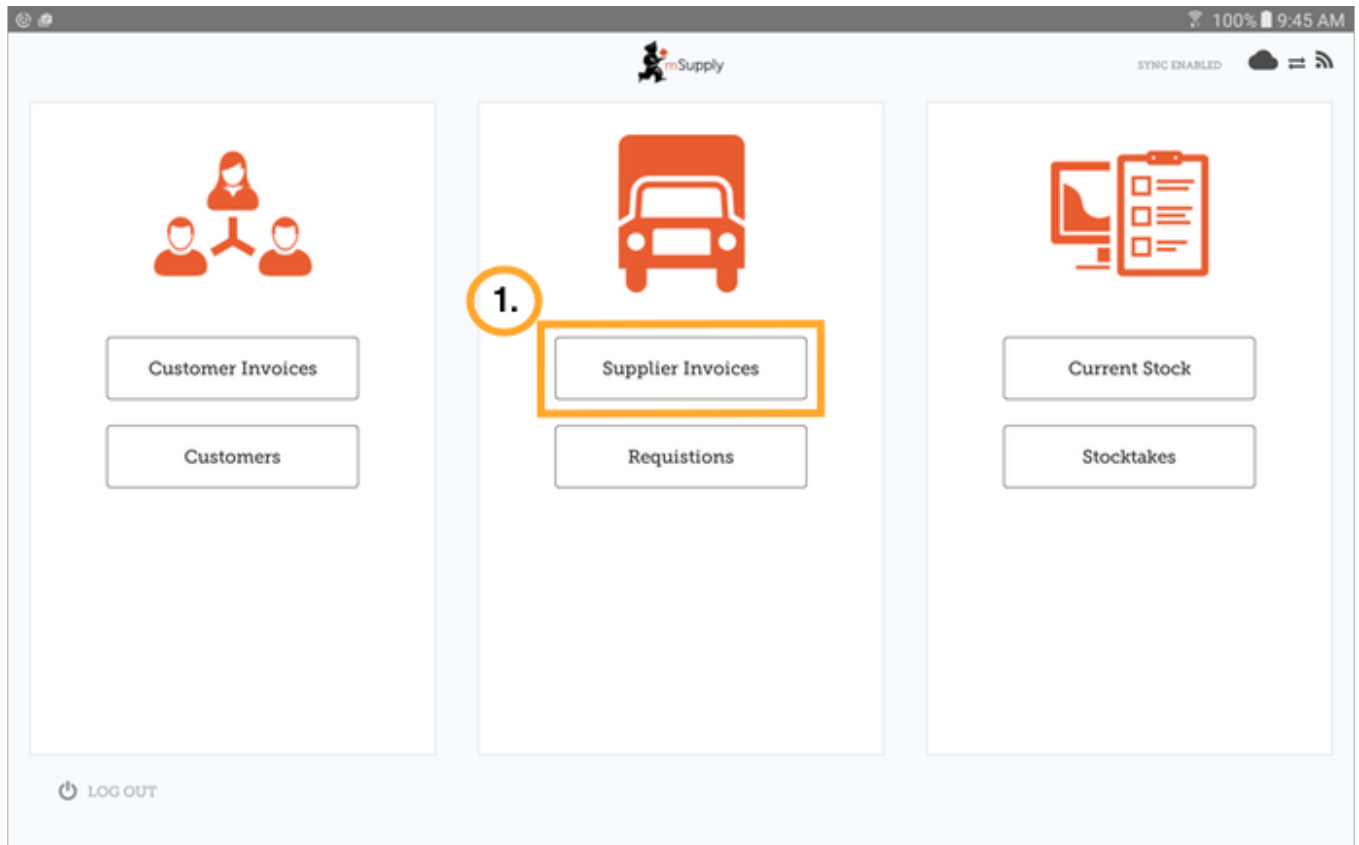 100% 9:45 AM
mSupply
SYNC ENABLED
1.
Customer Invoices
Customers
Supplier Invoices
Requistions
Current Stock
Stocktakes
LOG OUT